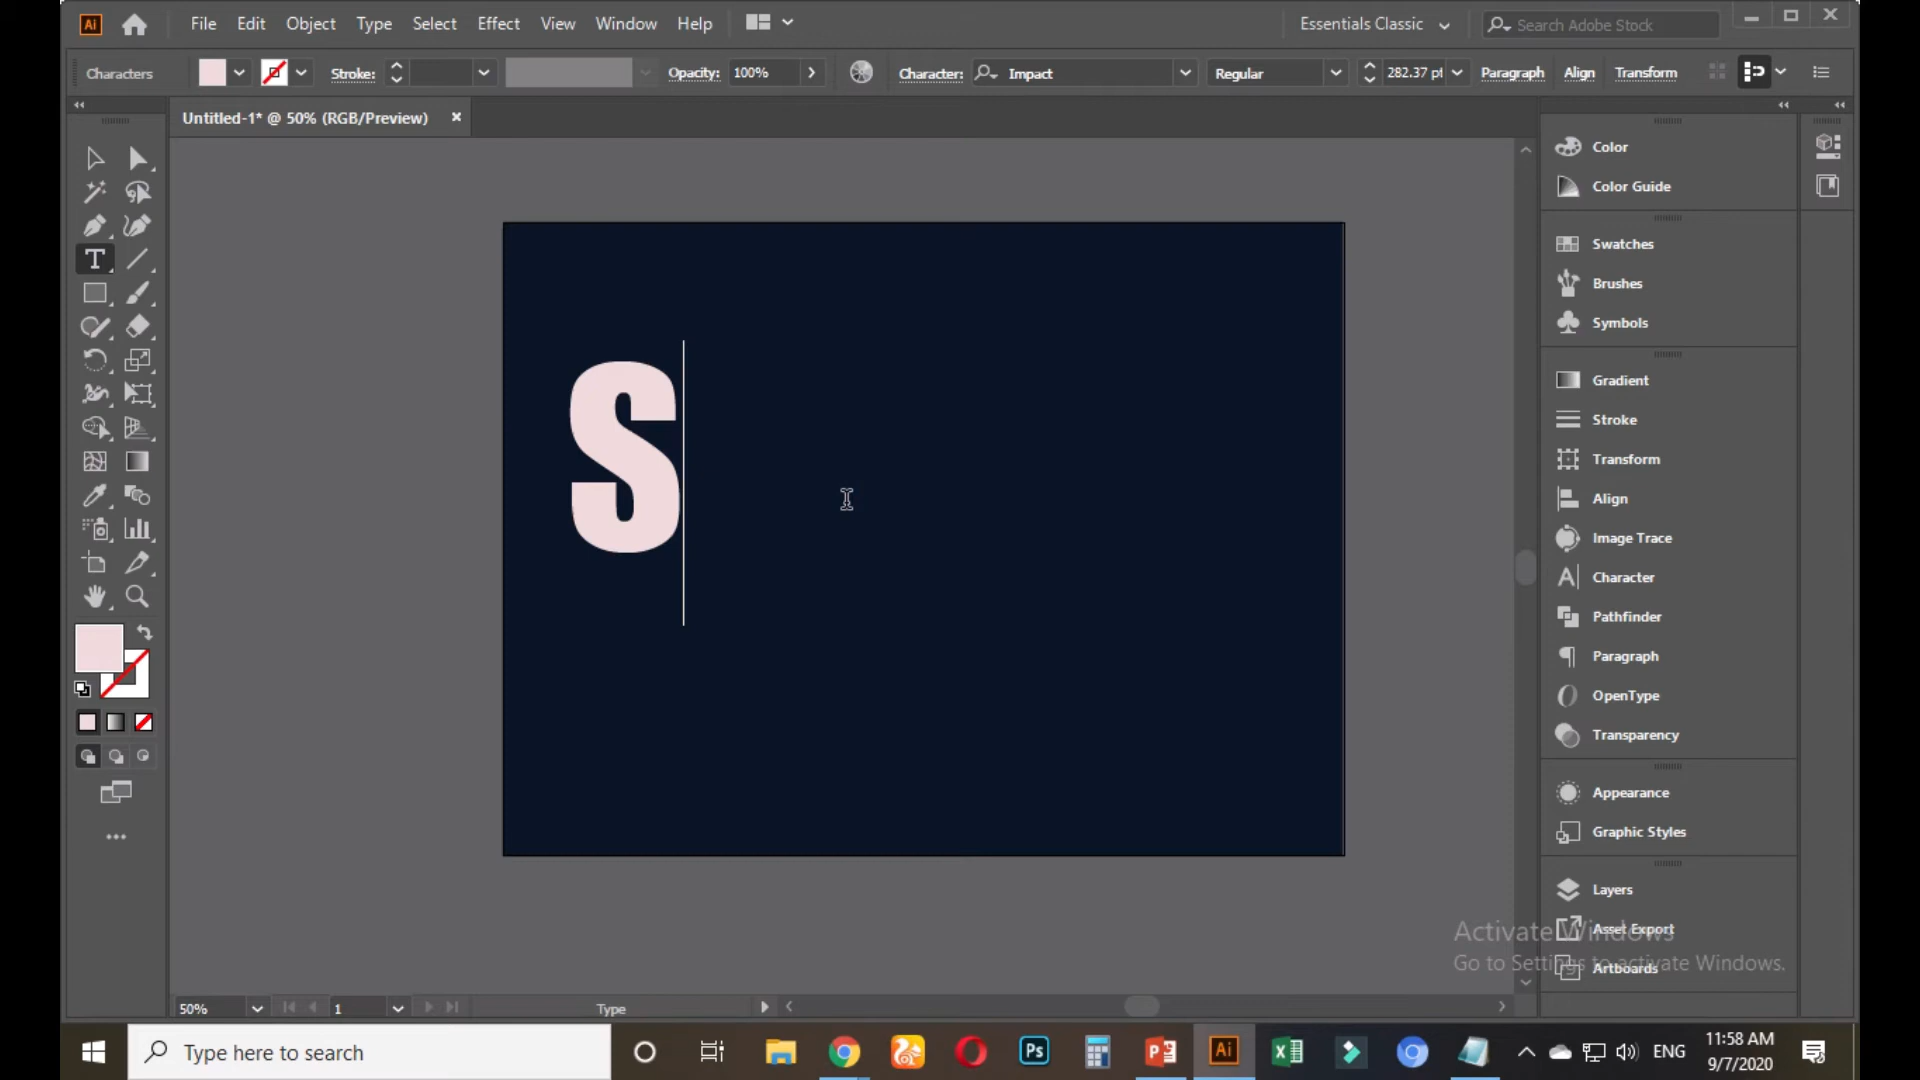 Ai File Edit Object Type Select Effect View Window Help Essentials Classic Search Adobe Stock
Characters Stroke: Opacity: 100% Character: Impact Regular 282.37 pt Paragraph Align Transform
Untitled-1* @ 50% (RGB/Preview) ×
Color
Color Guide
Swatches
Brushes
Symbols
Gradient
Stroke
Transform
Align
Image Trace
Character
Pathfinder
Paragraph
OpenType
Transparency
Appearance
Graphic Styles
Layers
Asset Export
Artboards
S
Activate Windows
Go to Settings to activate Windows.
50% 1 Type
Type here to search
Ps
Ai
ENG
11:58 AM
9/7/2020